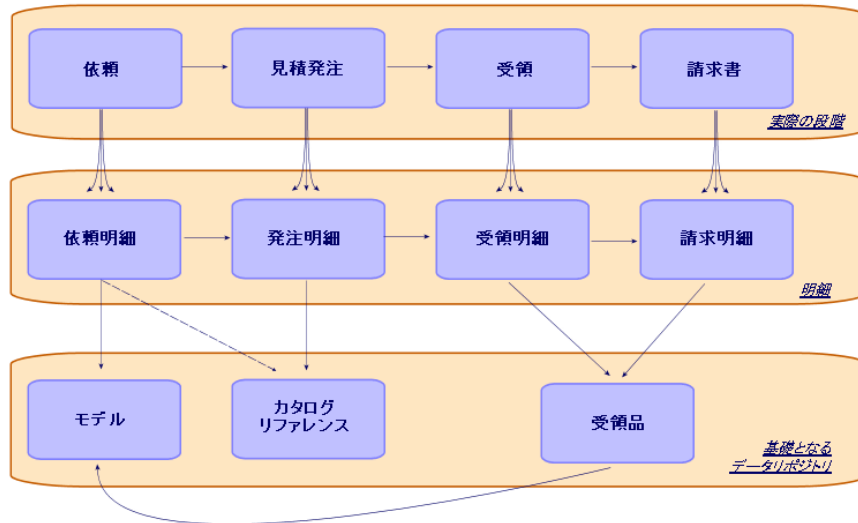 依頼
見積発注
受領
請求書
実際の段階
依頼明細
発注明細
受領明細
請求明細
明細
モデル
カタログ
リファレンス
受領品
基礎となる
データリポジトリ